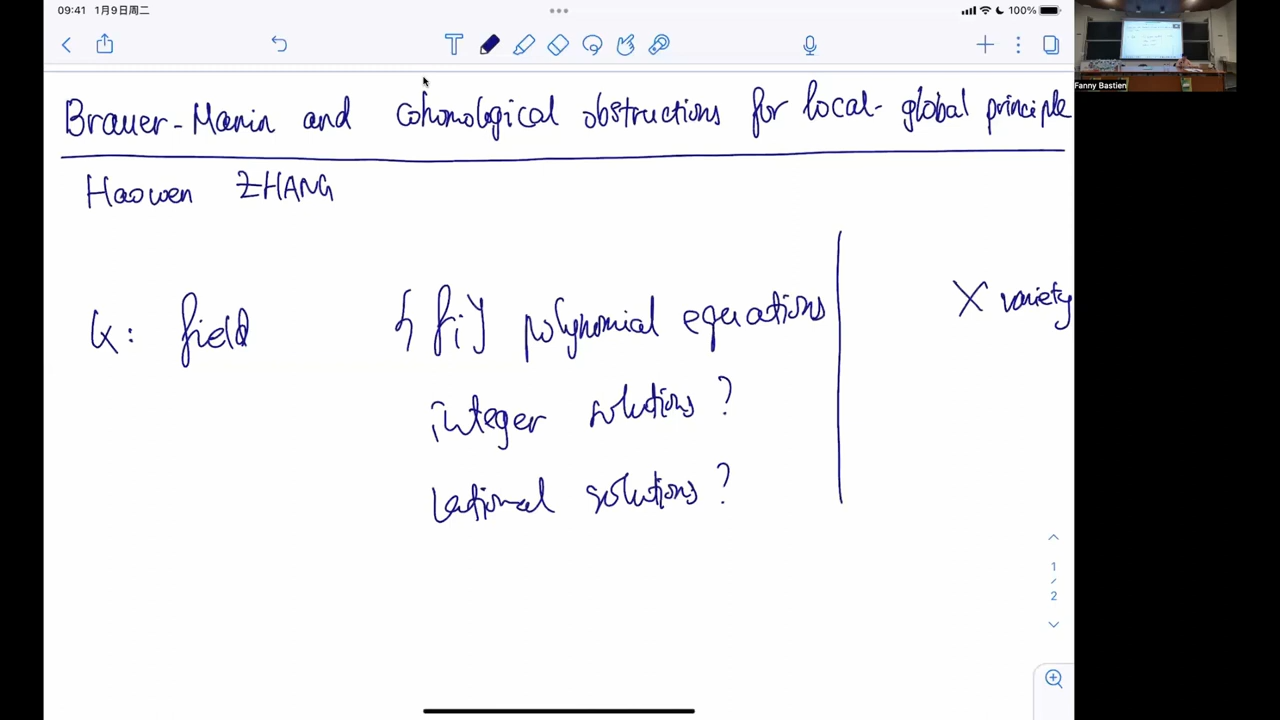 09:41 1月9日周二
100%
Fanny Bastien
Brauer-Manin and cohomological obstructions for local-global principle
Haowen ZHANG
k: field {fi} polynomial equations X variety
integer solutions?
rational solutions?
1
/
2